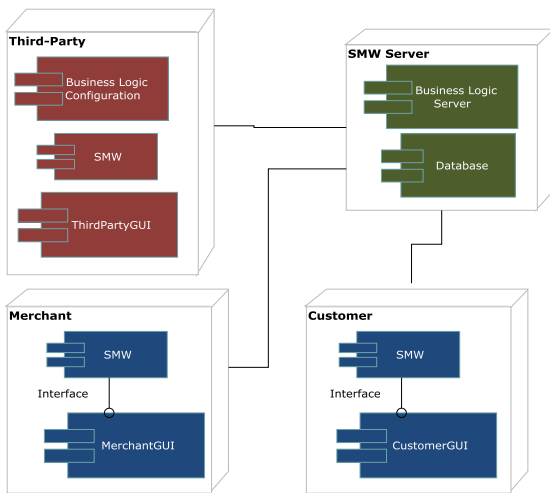 Third-Party
Business Logic
Configuration
SMW
ThirdPartyGUI
SMW Server
Business Logic
Server
Database
Merchant
SMW
Interface
MerchantGUI
Customer
SMW
Interface
CustomerGUI